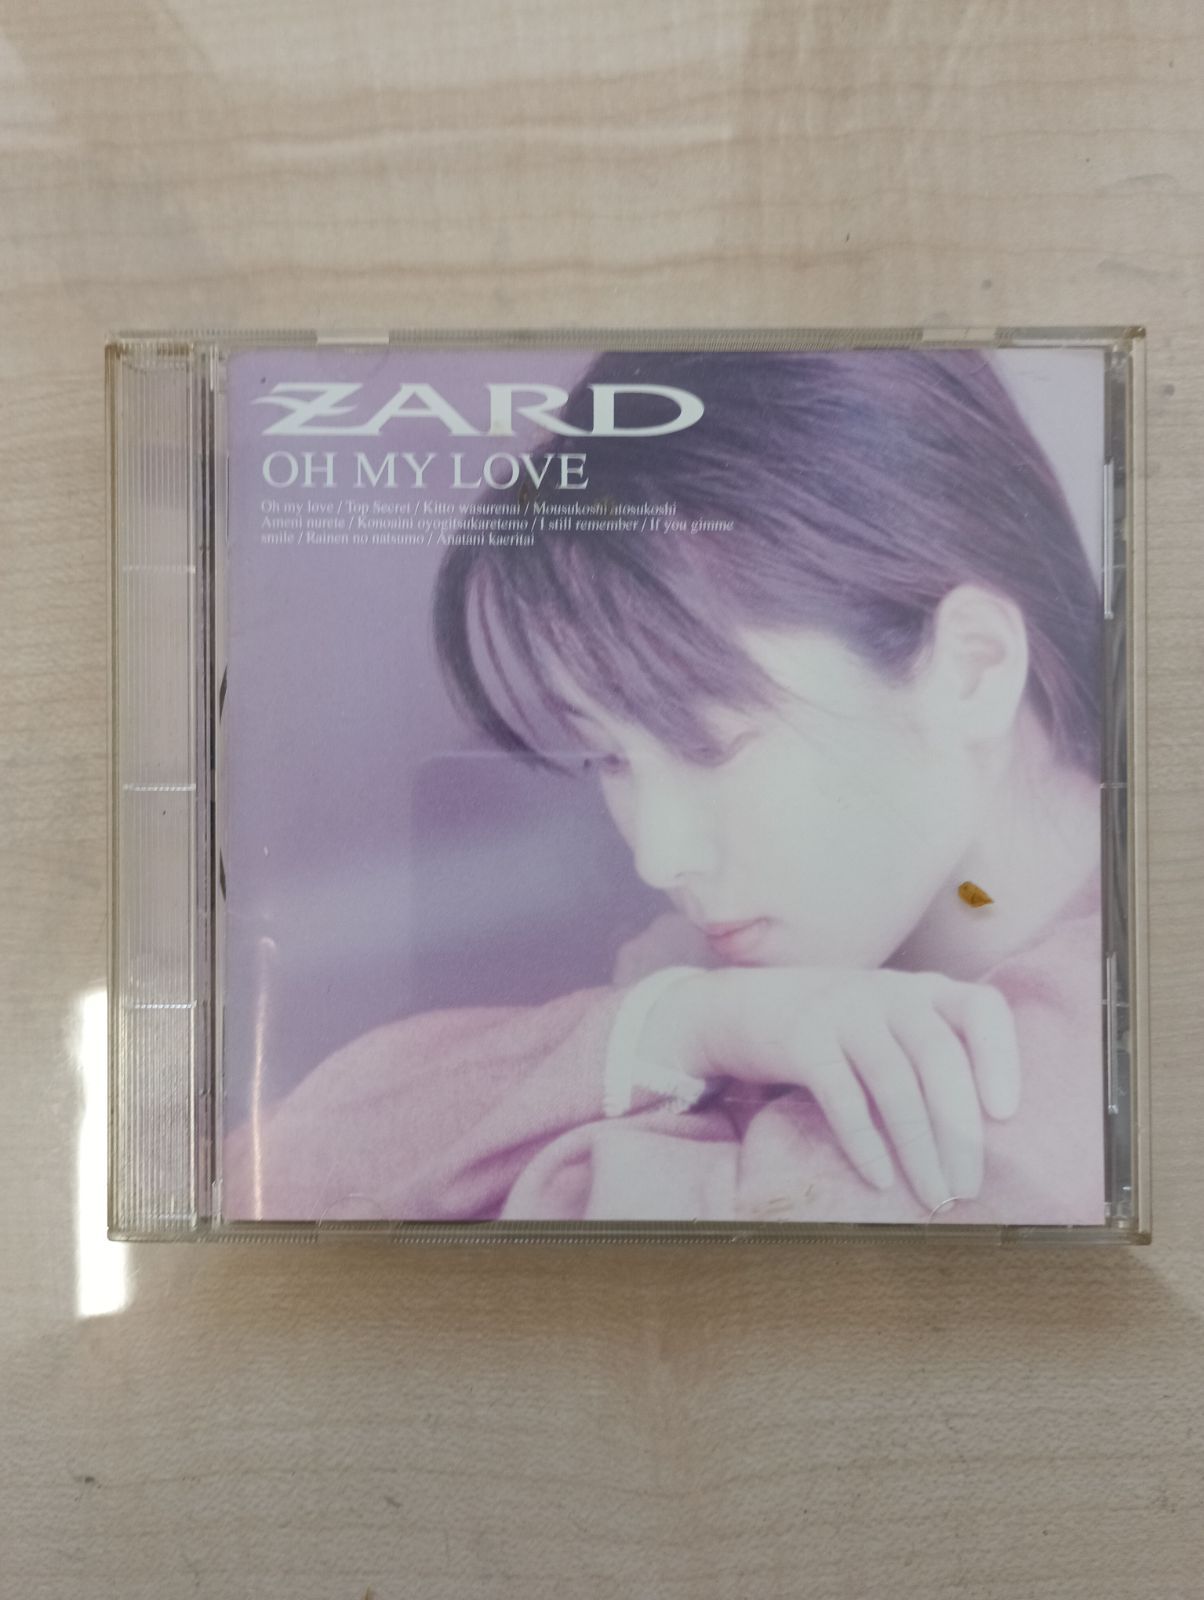 ZARD
OH MY LOVE
Oh my love / Top Secret / Kitto wasurenai / Mousukoshi atosukoshi
Ameni nurete / Konoaini oyogitsukaretemo / I still remember / If you gimme
smile / Rainen no natsumo / Anatani kaeritai